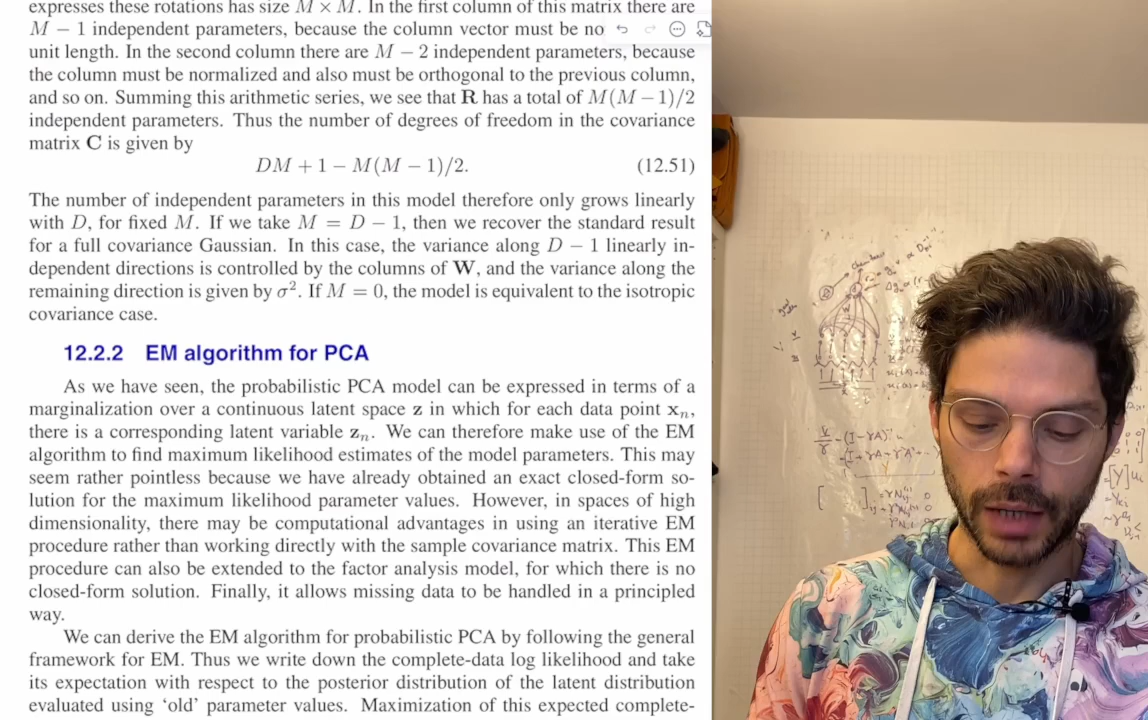 expresses these rotations has size M × M. In the first column of this matrix there are
M − 1 independent parameters, because the column vector must be no
unit length. In the second column there are M − 2 independent parameters, because
the column must be normalized and also must be orthogonal to the previous column,
and so on. Summing this arithmetic series, we see that R has a total of M(M − 1)/2
independent parameters. Thus the number of degrees of freedom in the covariance
matrix C is given by
DM + 1 − M(M − 1)/2. (12.51)
The number of independent parameters in this model therefore only grows linearly
with D, for fixed M. If we take M = D − 1, then we recover the standard result
for a full covariance Gaussian. In this case, the variance along D − 1 linearly in-
dependent directions is controlled by the columns of W, and the variance along the
remaining direction is given by σ². If M = 0, the model is equivalent to the isotropic
covariance case.
12.2.2 EM algorithm for PCA
As we have seen, the probabilistic PCA model can be expressed in terms of a
marginalization over a continuous latent space z in which for each data point xₙ,
there is a corresponding latent variable zₙ. We can therefore make use of the EM
algorithm to find maximum likelihood estimates of the model parameters. This may
seem rather pointless because we have already obtained an exact closed-form so-
lution for the maximum likelihood parameter values. However, in spaces of high
dimensionality, there may be computational advantages in using an iterative EM
procedure rather than working directly with the sample covariance matrix. This EM
procedure can also be extended to the factor analysis model, for which there is no
closed-form solution. Finally, it allows missing data to be handled in a principled
way.
We can derive the EM algorithm for probabilistic PCA by following the general
framework for EM. Thus we write down the complete-data log likelihood and take
its expectation with respect to the posterior distribution of the latent distribution
evaluated using ‘old’ parameter values. Maximization of this expected complete-